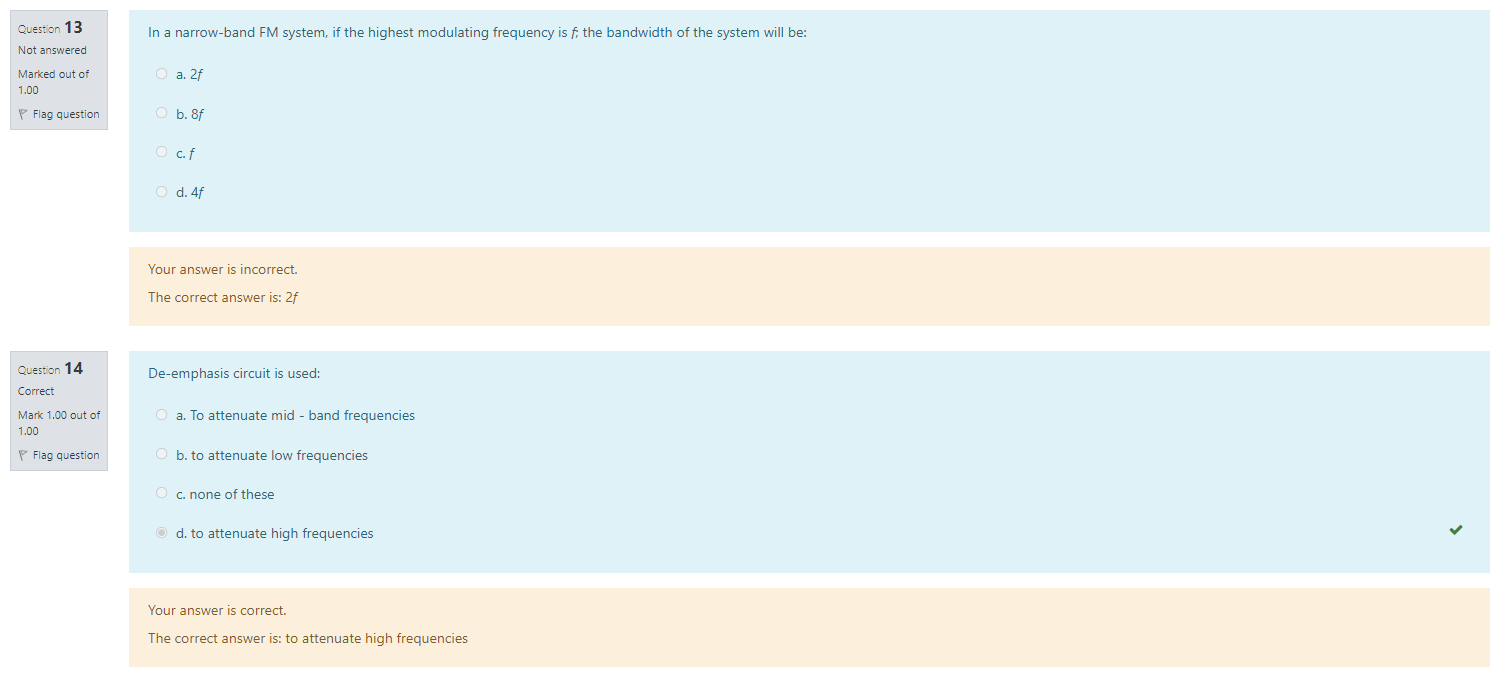 Question 13
Not answered
Marked out of
1.00
Flag question
In a narrow-band FM system, if the highest modulating frequency is f; the bandwidth of the system will be:
a. 2f
b. 8f
c. f
d. 4f
Your answer is incorrect.
The correct answer is: 2f
Question 14
Correct
Mark 1.00 out of
1.00
Flag question
De-emphasis circuit is used:
a. To attenuate mid - band frequencies
b. to attenuate low frequencies
c. none of these
d. to attenuate high frequencies
Your answer is correct.
The correct answer is: to attenuate high frequencies